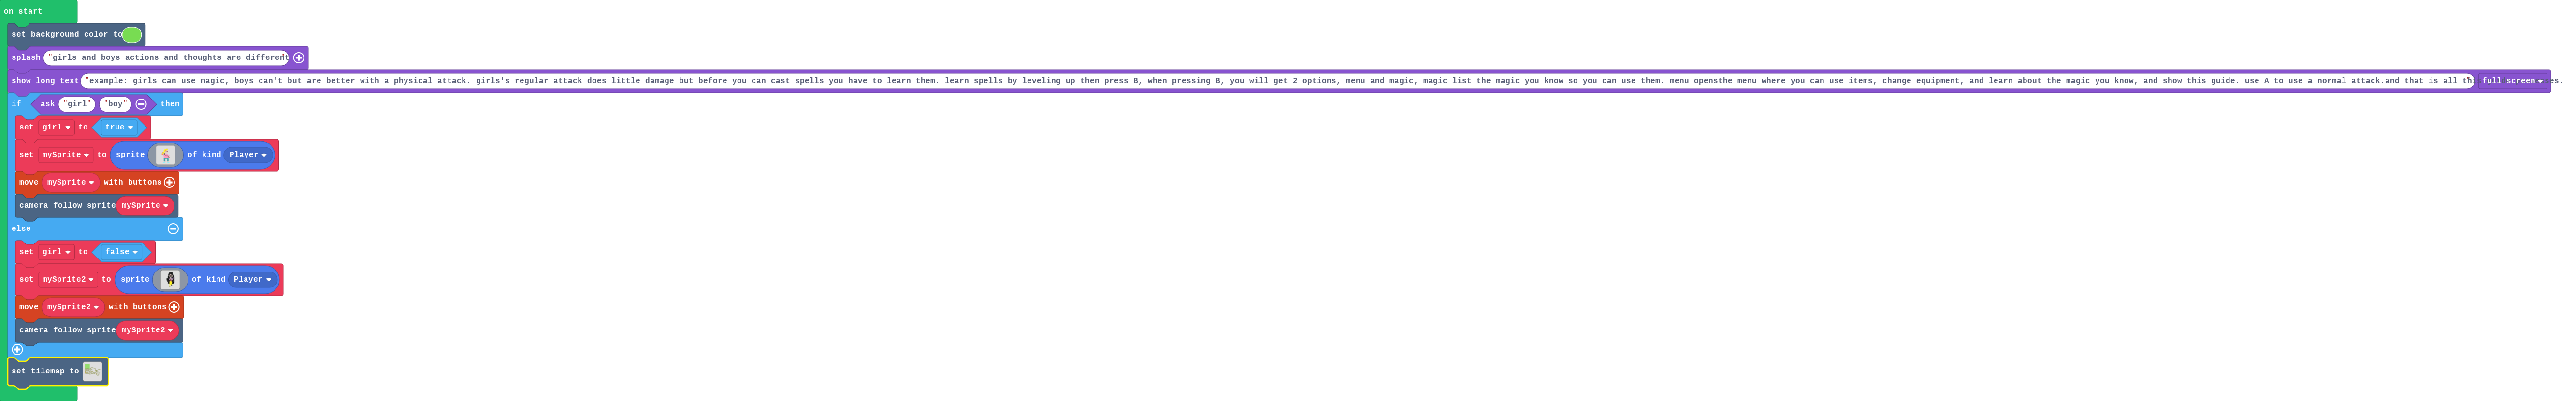 on start
set background color to
splash "girls and boys actions and thoughts are different
show long text "example: girls can use magic, boys can't but are better with a physical attack. girls's regular attack does little damage but before you can cast spells you have to learn them. learn spells by leveling up then press B, when pressing B, you will get 2 options, menu and magic, magic list the magic you know so you can use them. menu opensthe menu where you can use items, change equipment, and learn about the magic you know, and show this guide. use A to use a normal attack.and that is all full screen
if ask "girl" "boy" then
set girl to true
set mySprite to sprite of kind Player
move mySprite with buttons
camera follow sprite mySprite
else
set girl to false
set mySprite2 to sprite of kind Player
move mySprite2 with buttons
camera follow sprite mySprite2
set tilemap to